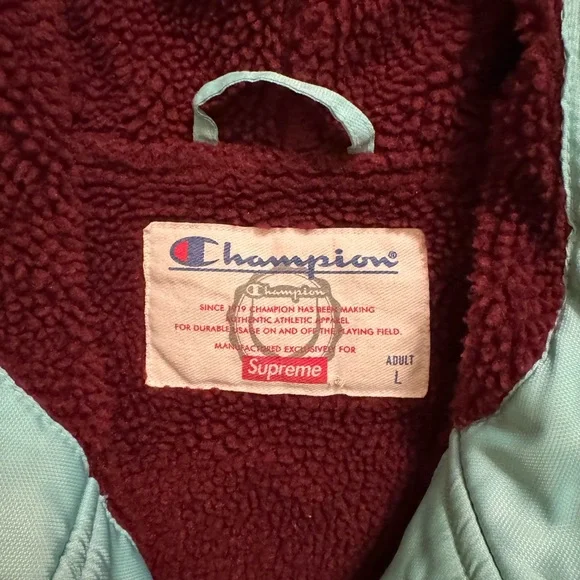 Champion®
Champion
SINCE 1919 CHAMPION HAS BEEN MAKING
AUTHENTIC ATHLETIC APPAREL
FOR DURABLE USAGE ON AND OFF THE PLAYING FIELD.
MANUFACTURED EXCLUSIVELY FOR
Supreme
ADULT
L